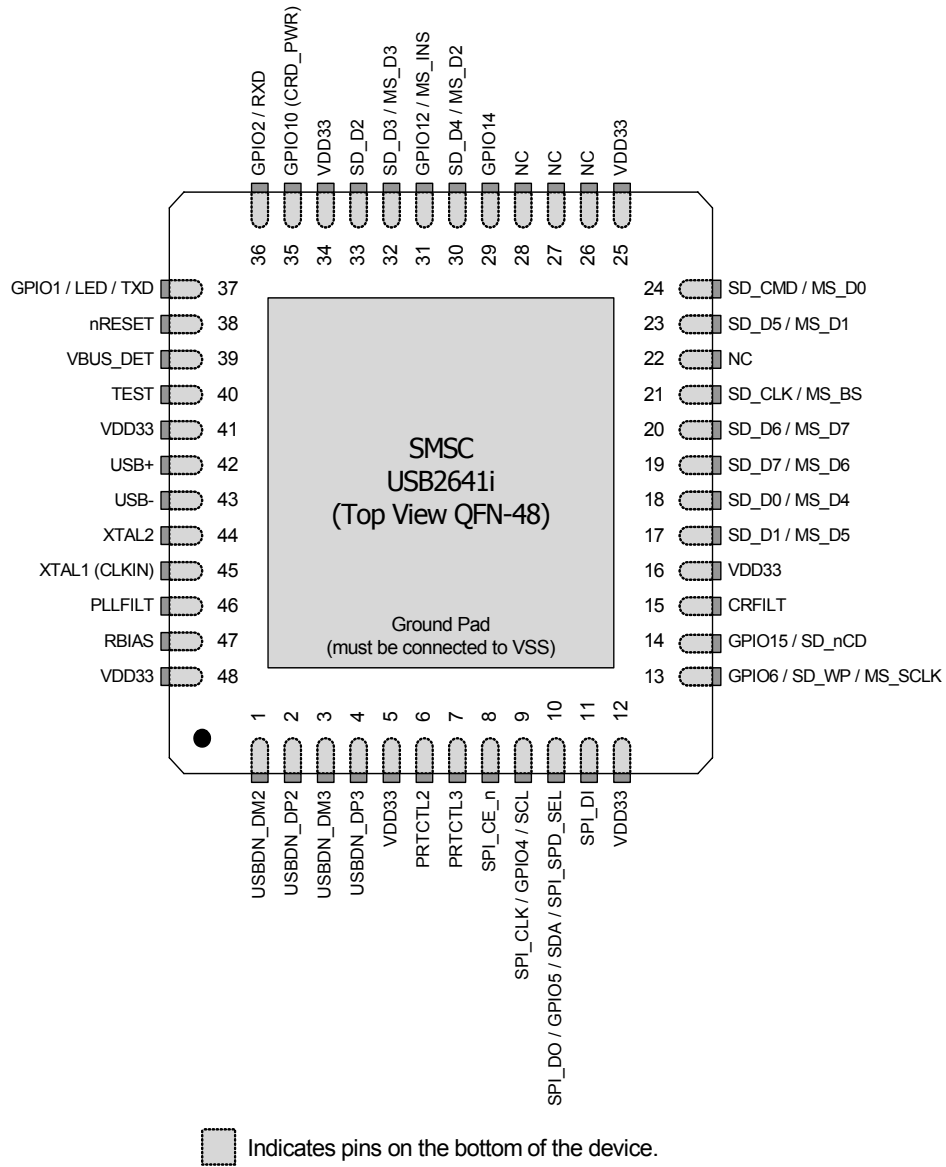 GPIO2 / RXD
GPIO10 (CRD_PWR)
VDD33
SD_D2
SD_D3 / MS_D3
GPIO12 / MS_INS
SD_D4 / MS_D2
GPIO14
NC
NC
NC
VDD33
36
35
34
33
32
31
30
29
28
27
26
25
GPIO1 / LED / TXD 37
nRESET 38
VBUS_DET 39
TEST 40
VDD33 41
USB+ 42
USB- 43
XTAL2 44
XTAL1 (CLKIN) 45
PLLFILT 46
RBIAS 47
VDD33 48
SMSC
USB2641i
(Top View QFN-48)
Ground Pad
(must be connected to VSS)
24 SD_CMD / MS_D0
23 SD_D5 / MS_D1
22 NC
21 SD_CLK / MS_BS
20 SD_D6 / MS_D7
19 SD_D7 / MS_D6
18 SD_D0 / MS_D4
17 SD_D1 / MS_D5
16 VDD33
15 CRFILT
14 GPIO15 / SD_nCD
13 GPIO6 / SD_WP / MS_SCLK
1
2
3
4
5
6
7
8
9
10
11
12
USBDN_DM2
USBDN_DP2
USBDN_DM3
USBDN_DP3
VDD33
PRTCTL2
PRTCTL3
SPI_CE_n
SPI_CLK / GPIO4 / SCL
SPI_DO / GPIO5 / SDA / SPI_SPD_SEL
SPI_DI
VDD33
Indicates pins on the bottom of the device.